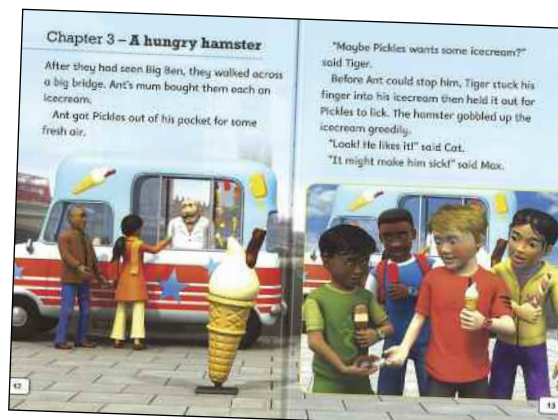 Chapter 3 – A hungry hamster
After they had seen Big Ben, they walked across
a big bridge. Ant's mum bought them each an
icecream.
Ant got Pickles out of his pocket for some
fresh air.
12
"Maybe Pickles wants some icecream?"
said Tiger.
Before Ant could stop him, Tiger stuck his
finger into his icecream then held it out for
Pickles to lick. The hamster gobbled up the
icecream greedily.
"Look! He likes it!" said Cat.
"It might make him sick!" said Max.
13